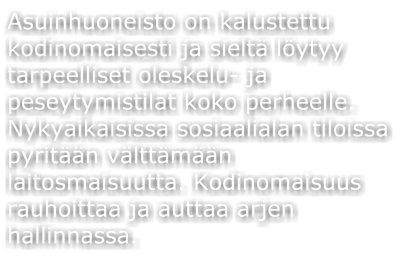 Asuinhuoneisto on kalustettu
kodinomaisesti ja sieltä löytyy
tarpeelliset oleskelu- ja
peseytymistilat koko perheelle.
Nykyaikaisissa sosiaalialan tiloissa
pyritään välttämään
laitosmaisuutta. Kodinomaisuus
rauhoittaa ja auttaa arjen
hallinnassa.